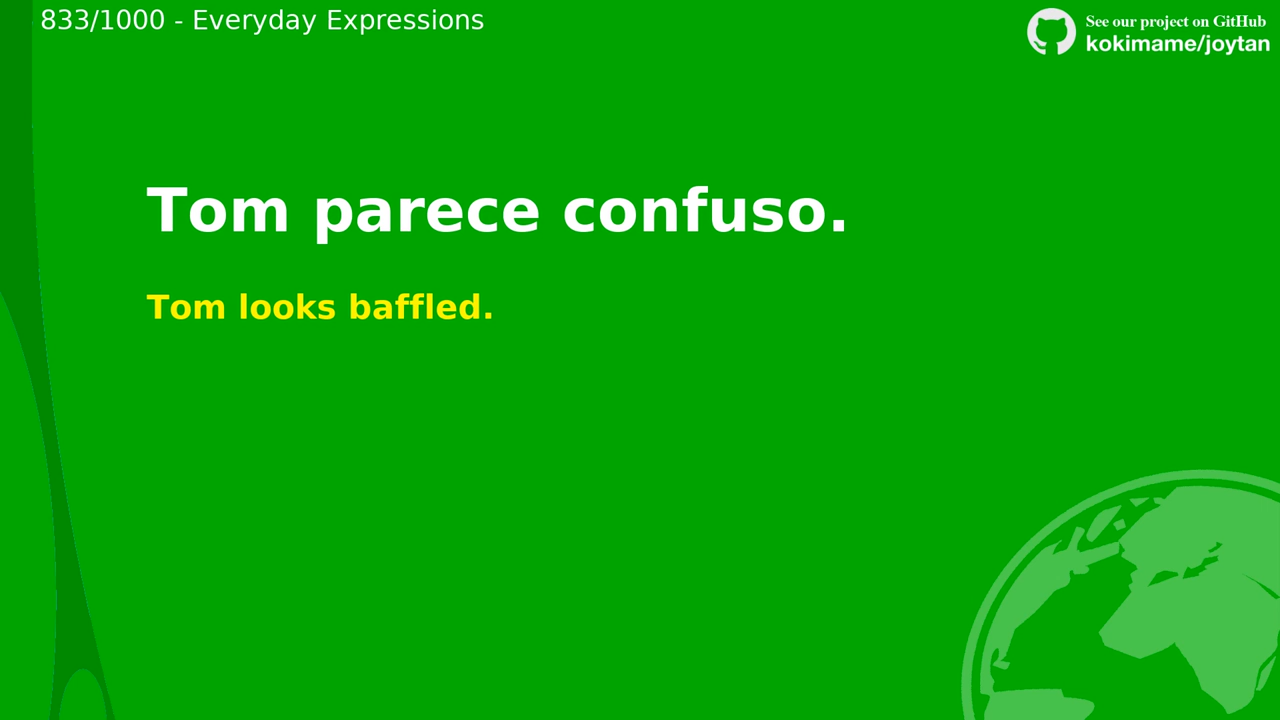 833/1000 - Everyday Expressions
See our project on GitHub
kokimame/joytan
Tom parece confuso.
Tom looks baffled.